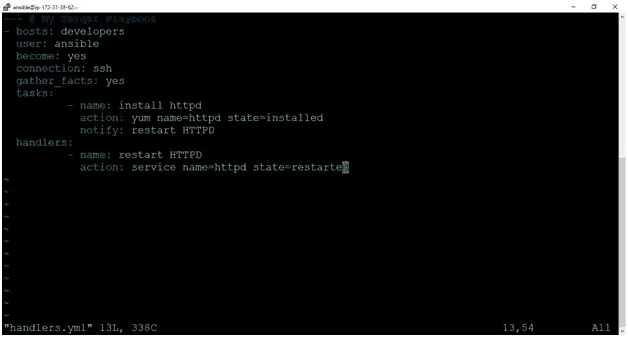 ansible@ip-172-31-38-62:~
--- # My Target Playbook
- hosts: developers
user: ansible
become: yes
connection: ssh
gather_facts: yes
tasks:
- name: install httpd
action: yum name=httpd state=installed
notify: restart HTTPD
handlers:
- name: restart HTTPD
action: service name=httpd state=restarted
~
~
~
~
~
~
~
~
~
~
~
"handlers.yml" 13L, 338C 13,54 All